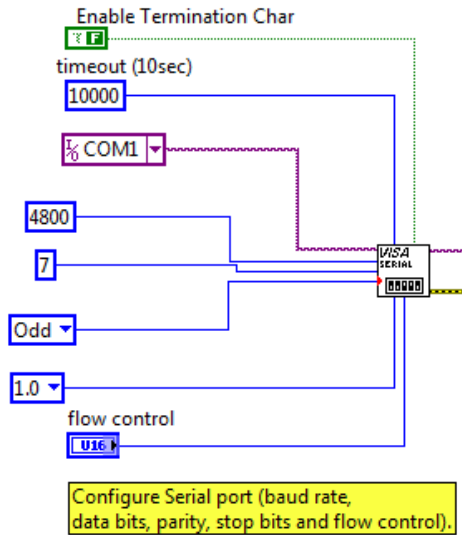 Enable Termination Char
F
timeout (10sec)
10000
I/O COM1
4800
7
Odd
1.0
VISA
SERIAL
flow control
U16
Configure Serial port (baud rate,
data bits, parity, stop bits and flow control).